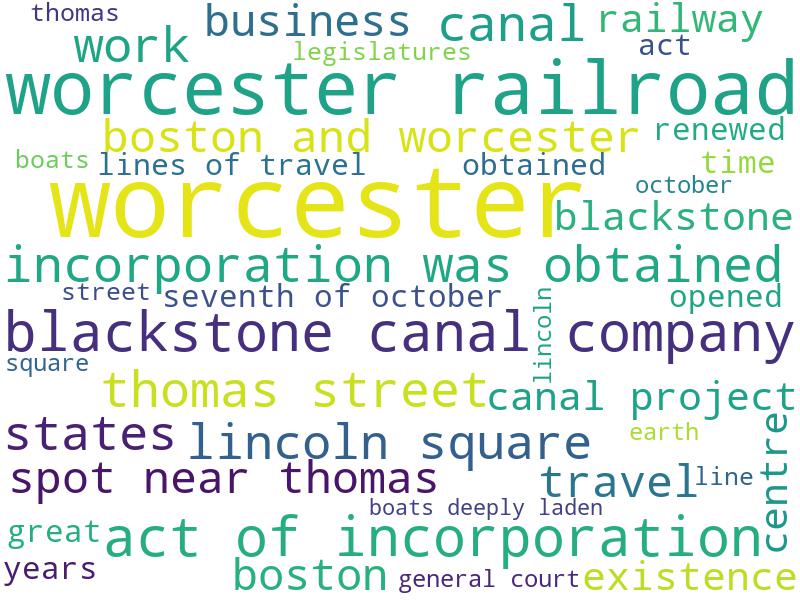 thomas business canal railway
work legislatures act
worcester railroad
boston and worcester renewed
boats lines of travel obtained time
worcester october
blackstone
incorporation was obtained
street seventh of october lincoln opened
blackstone canal company
square
thomas street canal project
states lincoln square earth centre
spot near thomas travel line
boats deeply laden
great act of incorporation
years boston general court existence